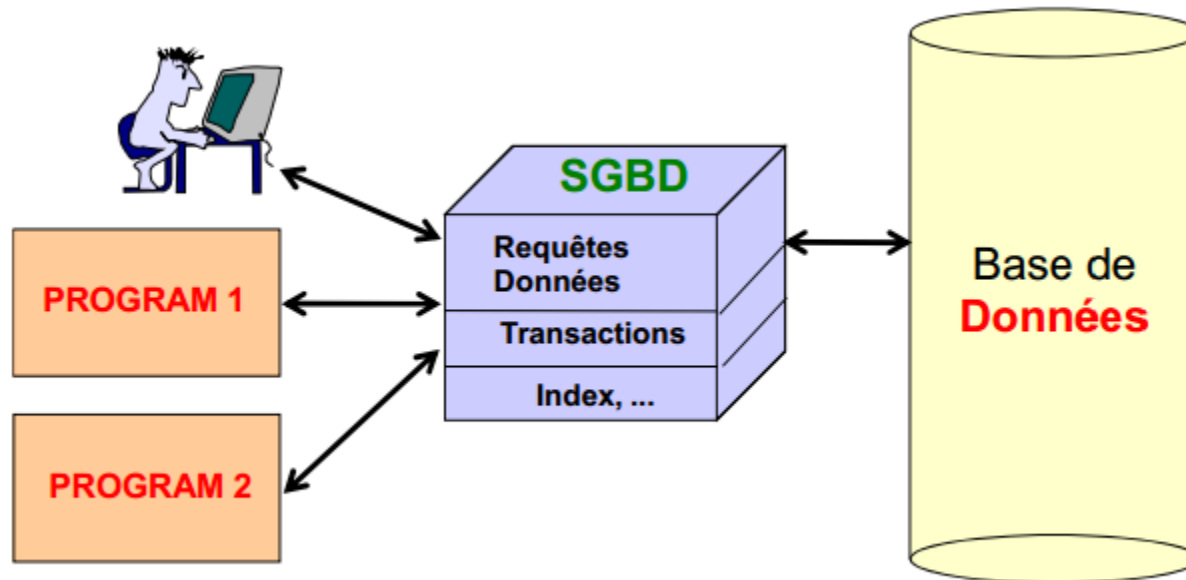 SGBD
Requêtes
Données
Transactions
Index, ...
PROGRAM 1
PROGRAM 2
Base de
Données